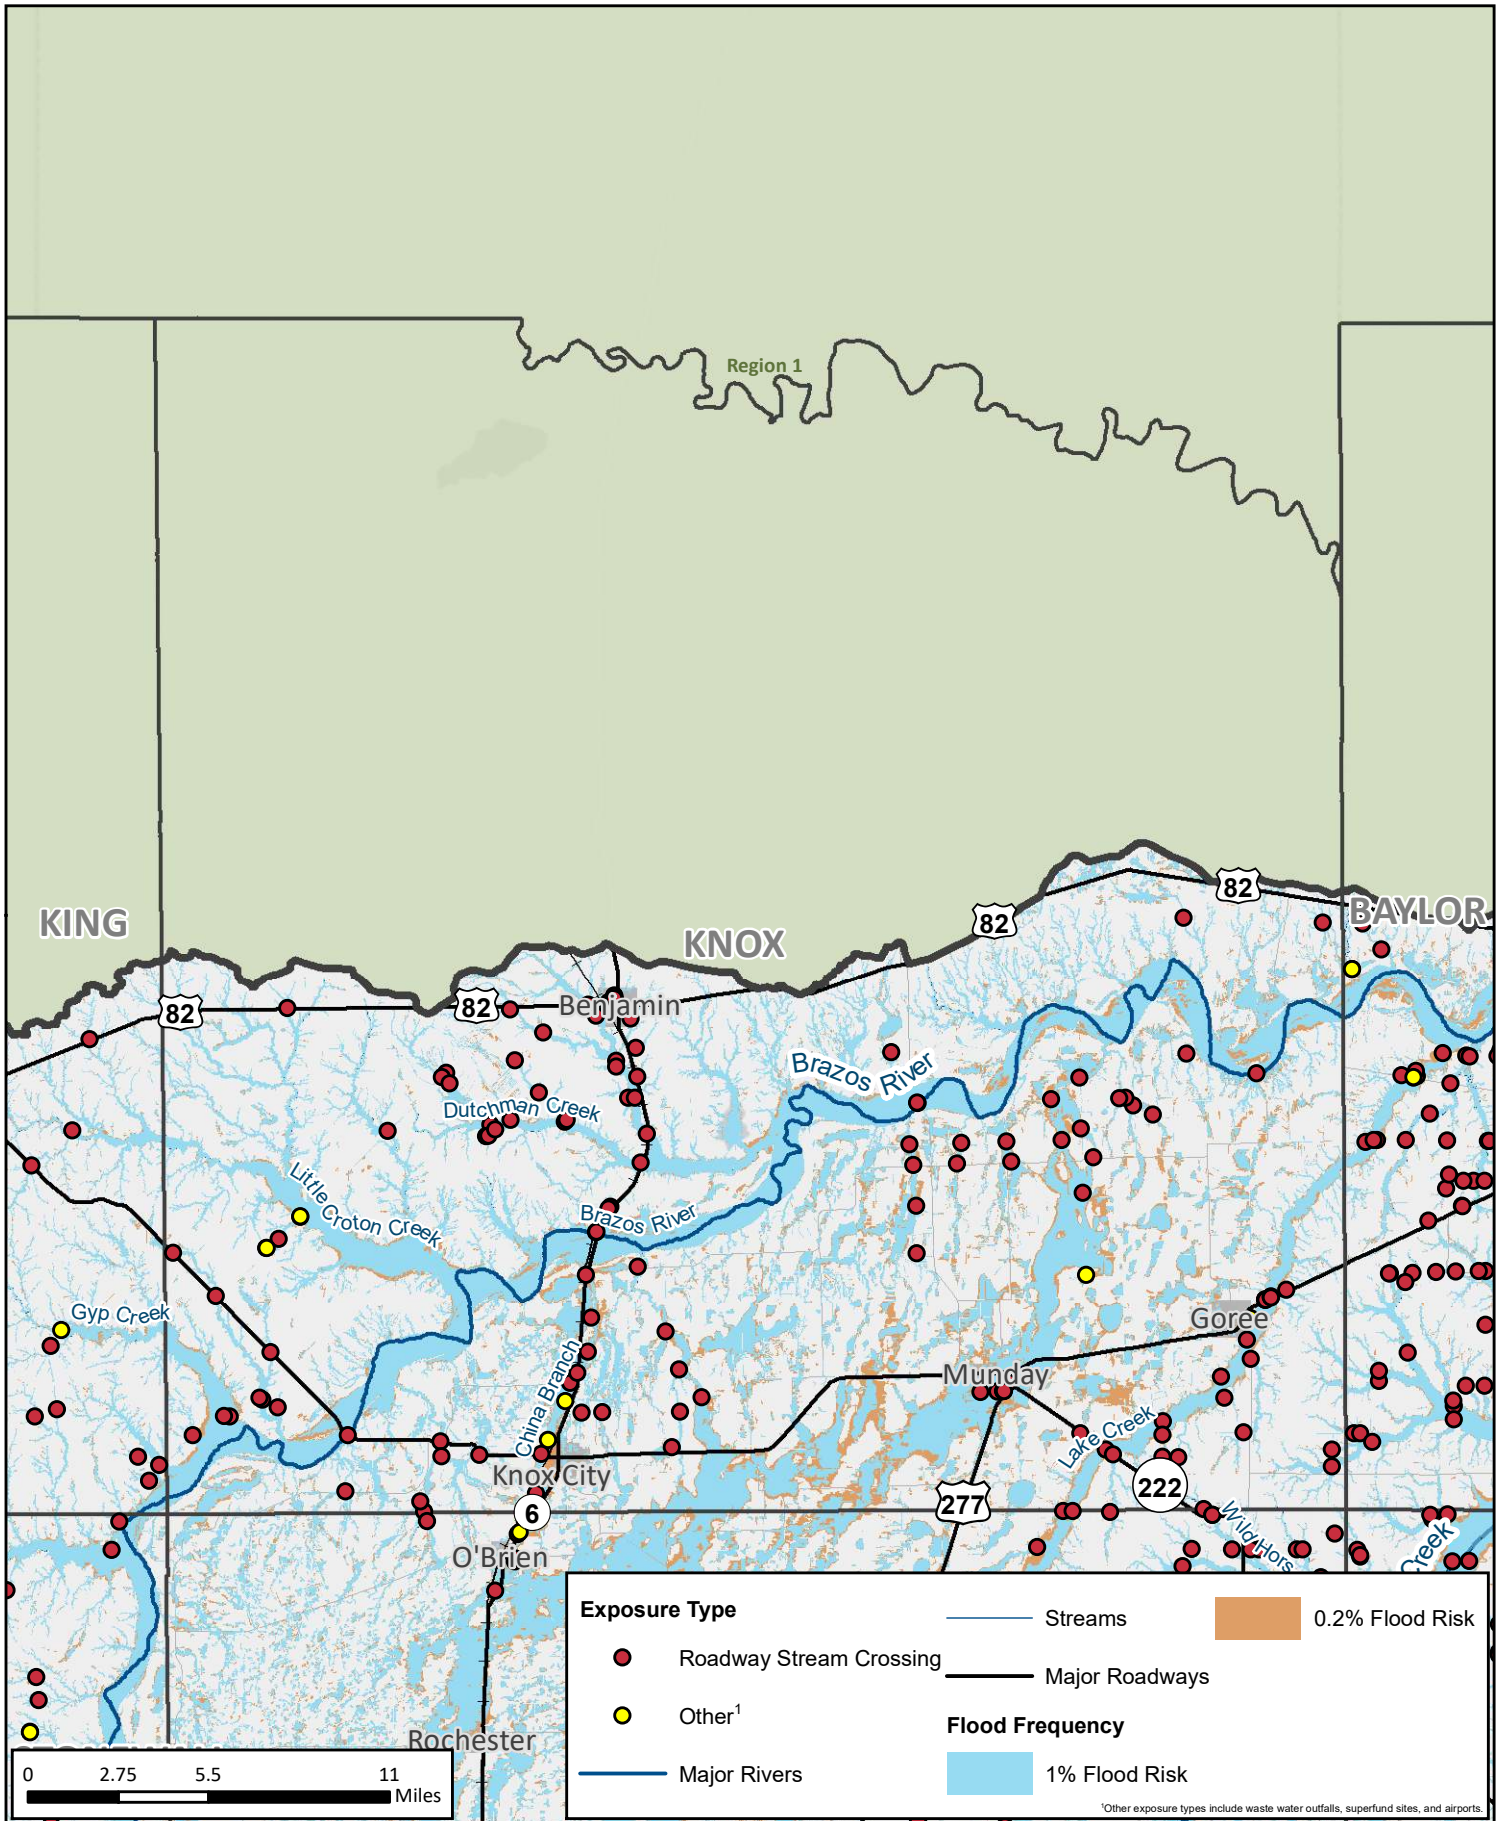 Region 1
KING
KNOX
BAYLOR
82
82
82
82
Benjamin
Brazos River
Dutchman Creek
Little Croton Creek
Brazos River
Gyp Creek
Goree
China Branch
Munday
Lake Creek
Knox City
222
277
6
Wild Hors
Creek
O'Brien
Rochester
0 2.75 5.5 11
Miles
Exposure Type
Roadway Stream Crossing
Other1
Major Rivers
Streams
Major Roadways
Flood Frequency
1% Flood Risk
0.2% Flood Risk
1Other exposure types include waste water outfalls, superfund sites, and airports.